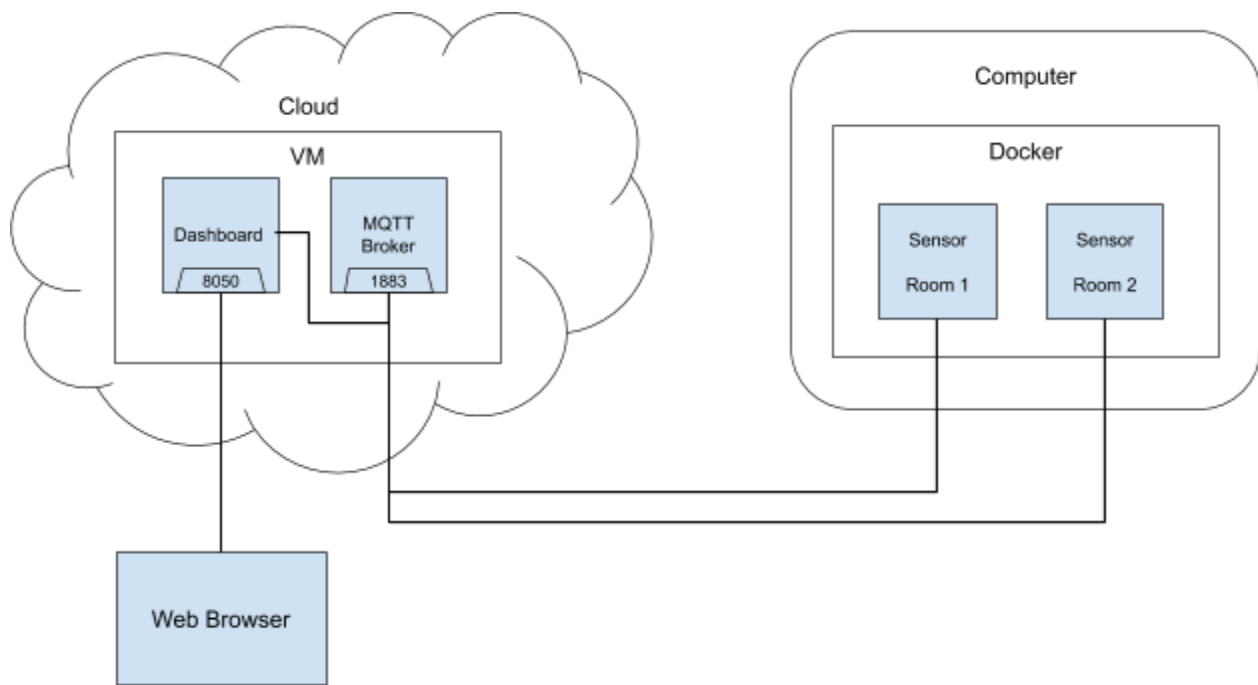 Cloud
VM
Dashboard
8050
MQTT
Broker
1883
Computer
Docker
Sensor
Room 1
Sensor
Room 2
Web Browser